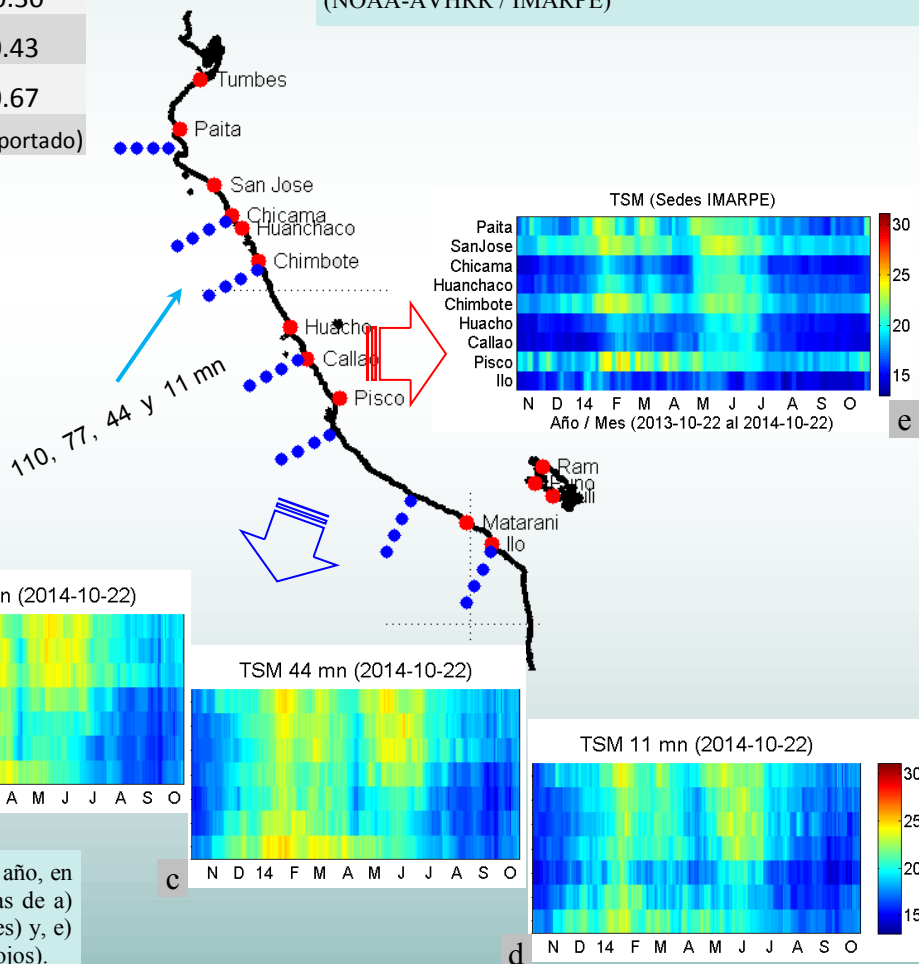 (NOAA-AVHRR / IMARPE)
0.43
0.67
portado)
Tumbes
Paita
San Jose
Chicama
Huanchaco
Chimbote
Huacho
Callao
Pisco
110, 77, 44 y 11 mn
Ram
Matarani
Ilo
TSM (Sedes IMARPE)
Paita
SanJose
Chicama
Huanchaco
Chimbote
Huacho
Callao
Pisco
Ilo
30
25
20
15
N D 14 F M A M J J A S O
Año / Mes (2013-10-22 al 2014-10-22)
e
n (2014-10-22)
A M J J A S O
TSM 44 mn (2014-10-22)
N D 14 F M A M J J A S O
c
TSM 11 mn (2014-10-22)
30
25
20
15
N D 14 F M A M J J A S O
d
año, en
as de a)
es) y, e)
ojos).